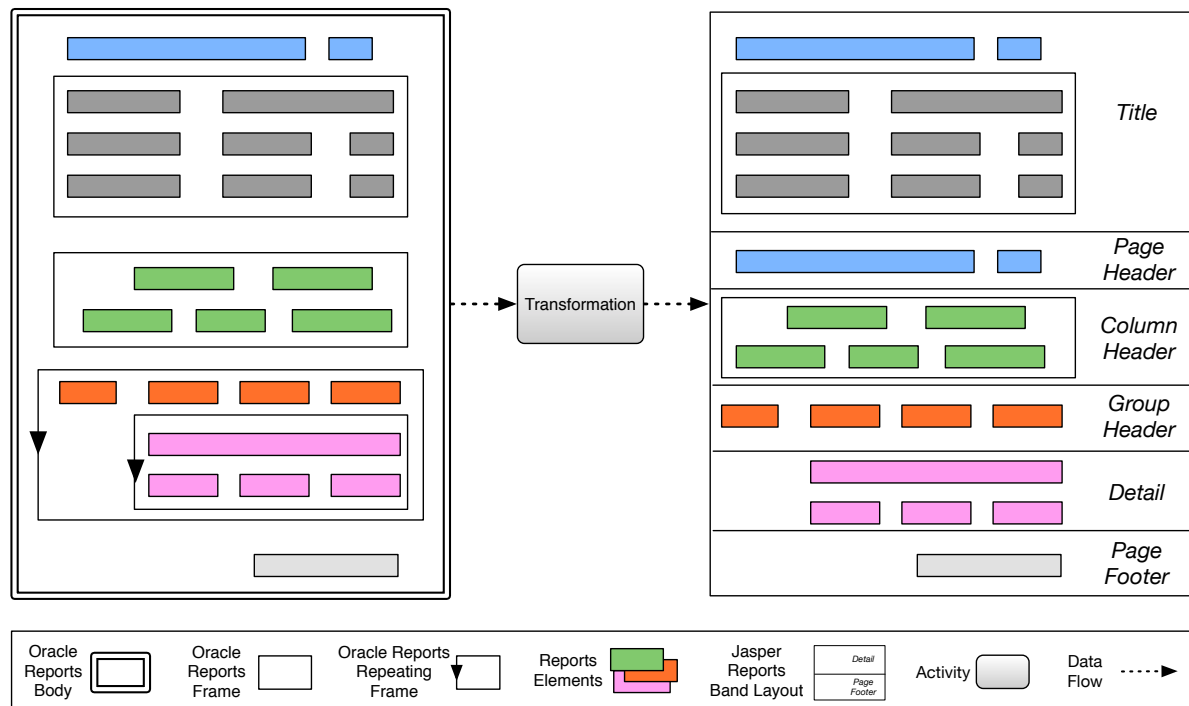 Title
Page
Header
Transformation
Column
Header
Group
Header
Detail
Page
Footer
Oracle
Reports
Body
Oracle
Reports
Frame
Oracle Reports
Repeating
Frame
Reports
Elements
Jasper
Reports
Band Layout
Detail
Page
Footer
Activity
Data
Flow